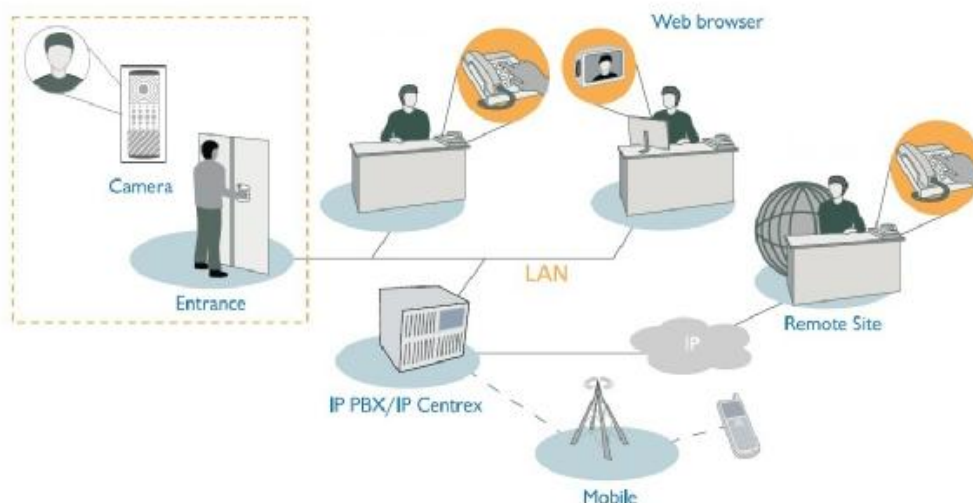 Web browser
Camera
Entrance
LAN
Remote Site
IP
IP PBX/IP Centrex
Mobile